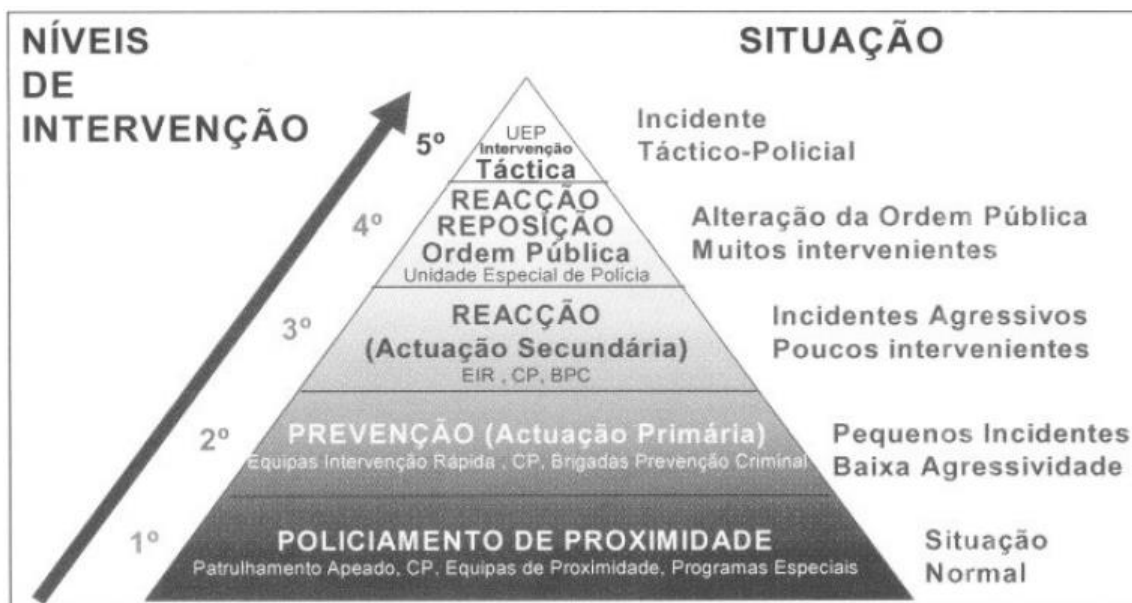 NÍVEIS
DE
INTERVENÇÃO
SITUAÇÃO
5º
UEP
Intervenção
Táctica
Incidente
Táctico-Policial
4º
REACÇÃO
REPOSIÇÃO
Ordem Pública
Unidade Especial de Polícia
Alteração da Ordem Pública
Muitos intervenientes
3º
REACÇÃO
(Actuação Secundária)
EIR , CP, BPC
Incidentes Agressivos
Poucos intervenientes
2º
PREVENÇÃO (Actuação Primária)
Equipas Intervenção Rápida , CP, Brigadas Prevenção Criminal
Pequenos Incidentes
Baixa Agressividade
1º
POLICIAMENTO DE PROXIMIDADE
Patrulhamento Apeado, CP, Equipas de Proximidade, Programas Especiais
Situação
Normal